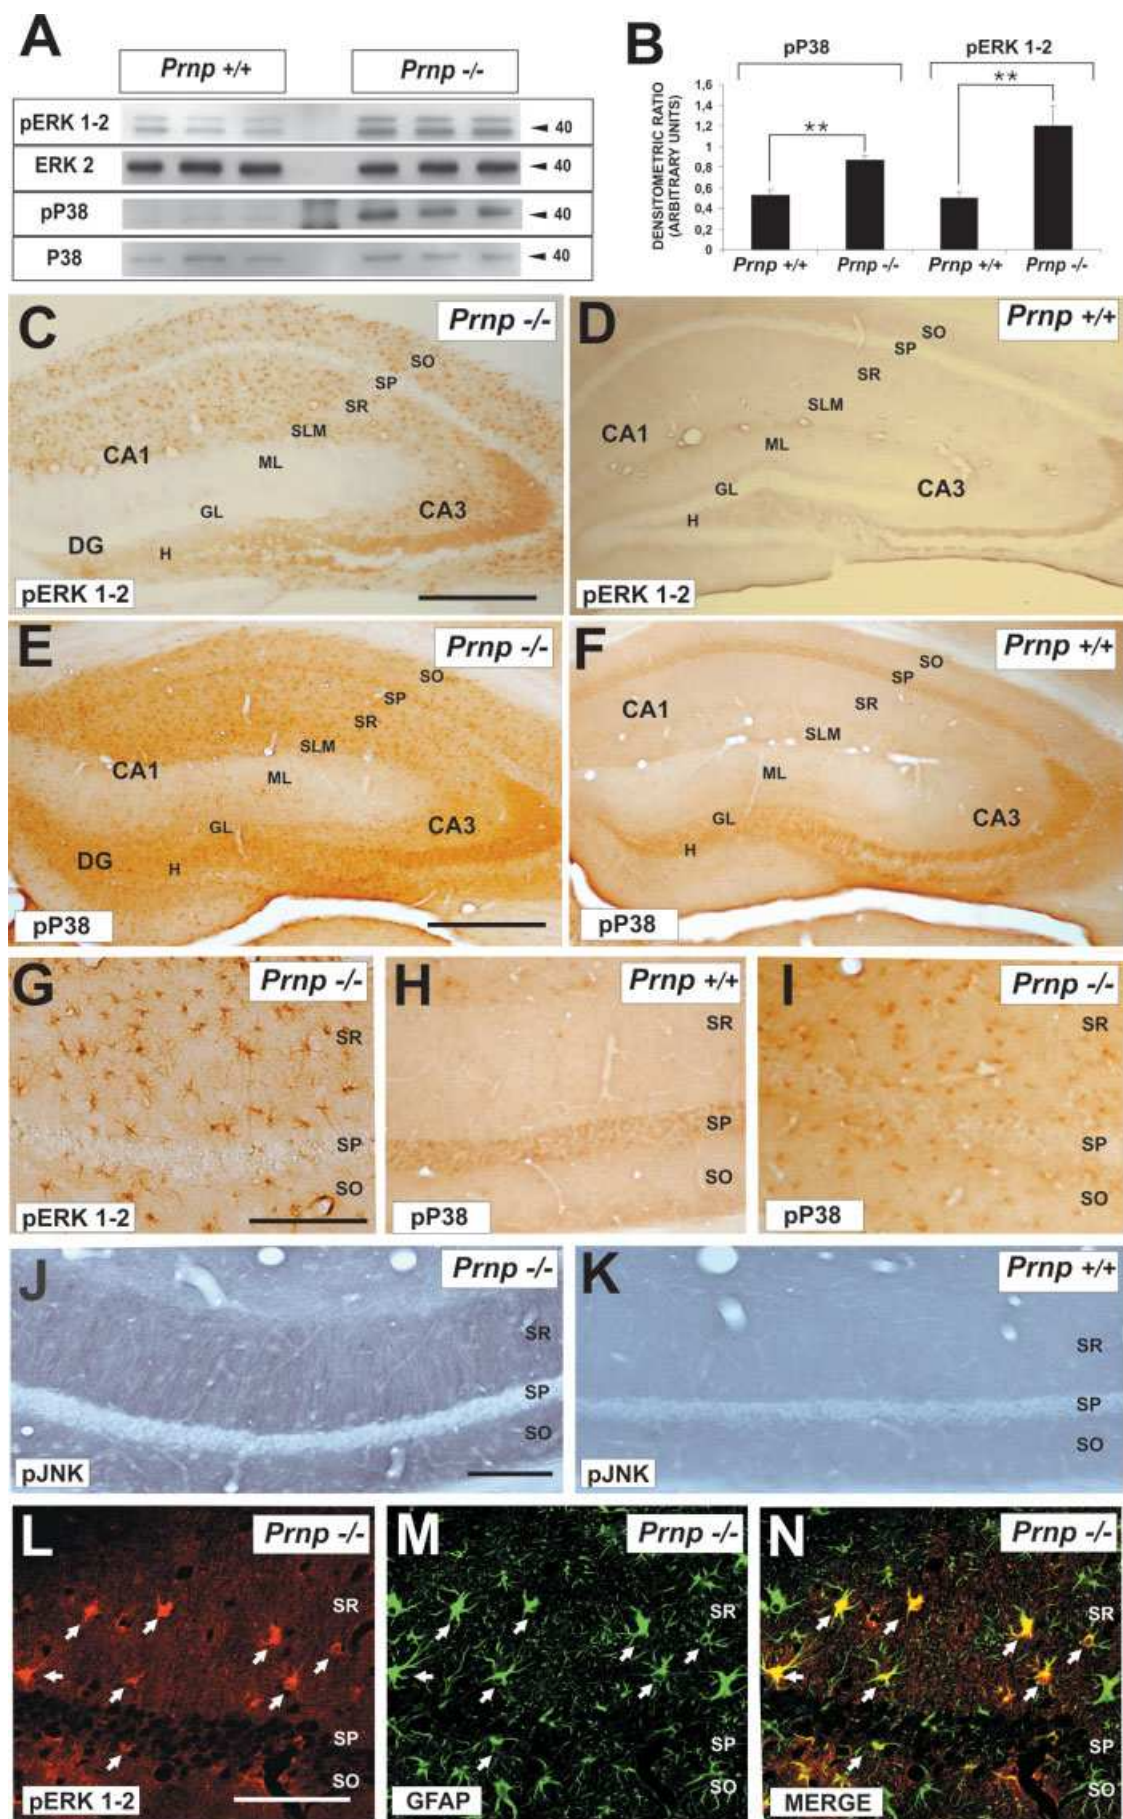 A
Prnp +/+
Prnp -/-
pERK 1-2
40
ERK 2
40
pP38
40
P38
40
B
pP38
pERK 1-2
DENSITOMETRIC RATIO
(ARBITRARY UNITS)
1,6
1,4
1,2
1
0,8
0,6
0,4
0,2
0
**
**
Prnp +/+
Prnp -/-
Prnp +/+
Prnp -/-
C
Prnp -/-
SO
SP
SR
SLM
CA1
ML
GL
CA3
DG
H
pERK 1-2
D
Prnp +/+
SO
SP
SR
SLM
CA1
ML
GL
CA3
H
pERK 1-2
E
Prnp -/-
SO
SP
SR
SLM
CA1
ML
GL
CA3
DG
H
pP38
F
Prnp +/+
SO
SP
SR
CA1
SLM
ML
GL
CA3
H
pP38
G
Prnp -/-
SR
SP
SO
pERK 1-2
H
Prnp +/+
SR
SP
SO
pP38
I
Prnp -/-
SR
SP
SO
pP38
J
Prnp -/-
SR
SP
SO
pJNK
K
Prnp +/+
SR
SP
SO
pJNK
L
Prnp -/-
SR
SP
SO
pERK 1-2
M
Prnp -/-
SR
SP
SO
GFAP
N
Prnp -/-
SR
SP
SO
MERGE